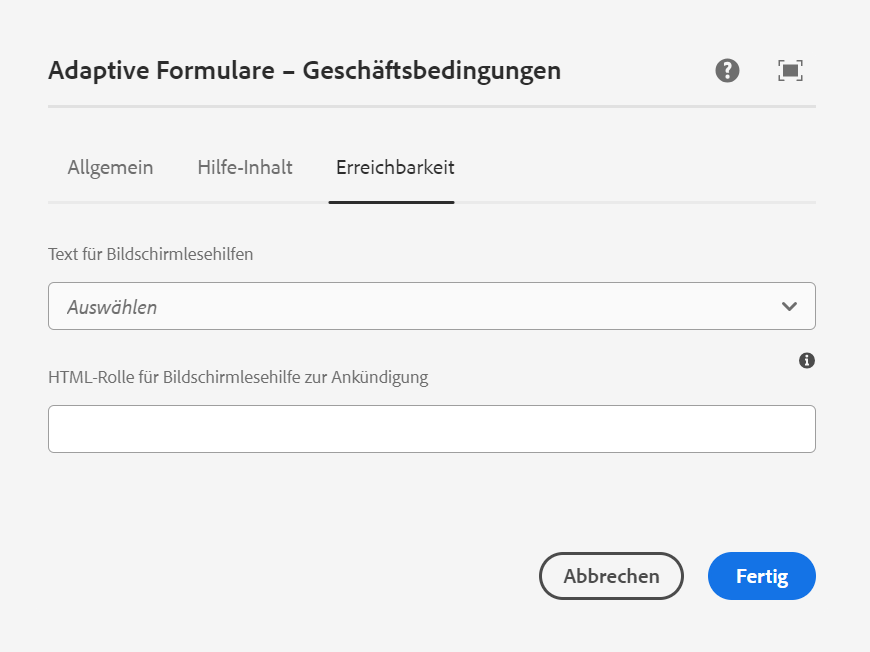 Adaptive Formulare – Geschäftsbedingungen
Allgemein Hilfe-Inhalt Erreichbarkeit
Text für Bildschirmlesehilfen
Auswählen
HTML-Rolle für Bildschirmlesehilfe zur Ankündigung
Abbrechen Fertig